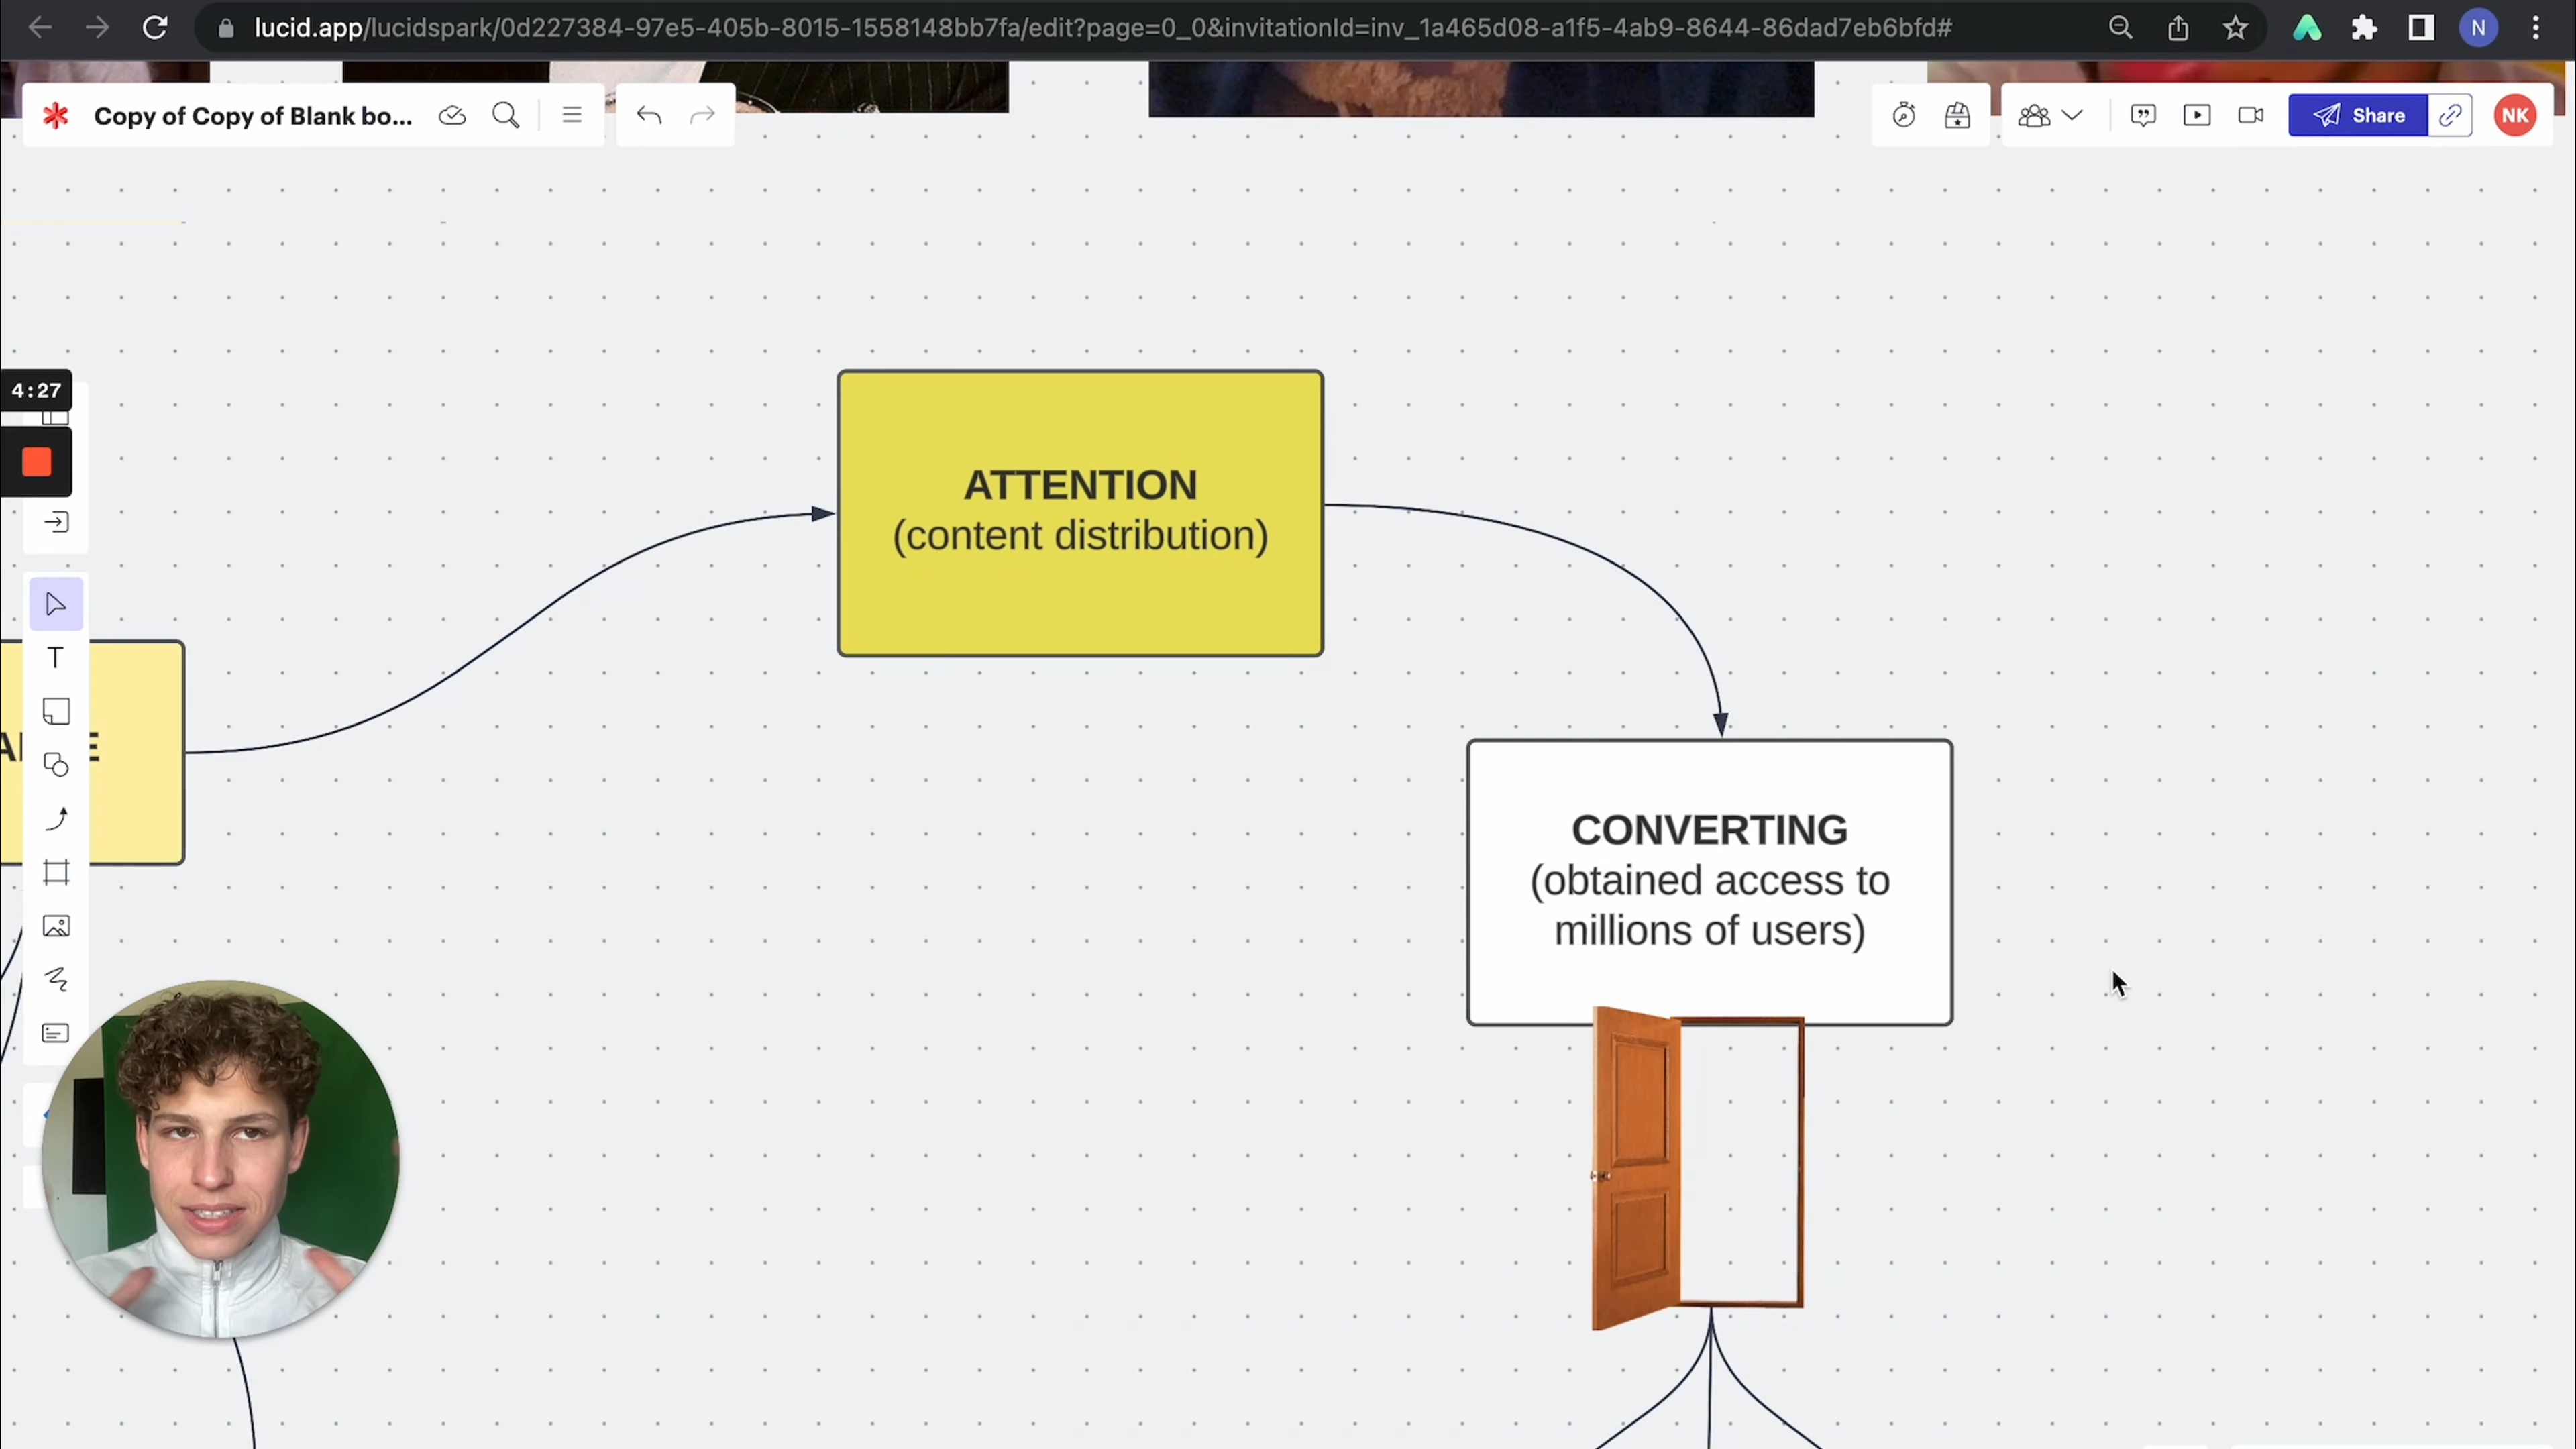 lucid.app/lucidspark/0d227384-97e5-405b-8015-1558148bb7fa/edit?page=0_0&invitationId=inv_1a465d08-a1f5-4ab9-8644-86dad7eb6bfd#
N
Copy of Copy of Blank bo...
Share
NK
4:27
ATTENTION
(content distribution)
CONVERTING
(obtained access to
millions of users)